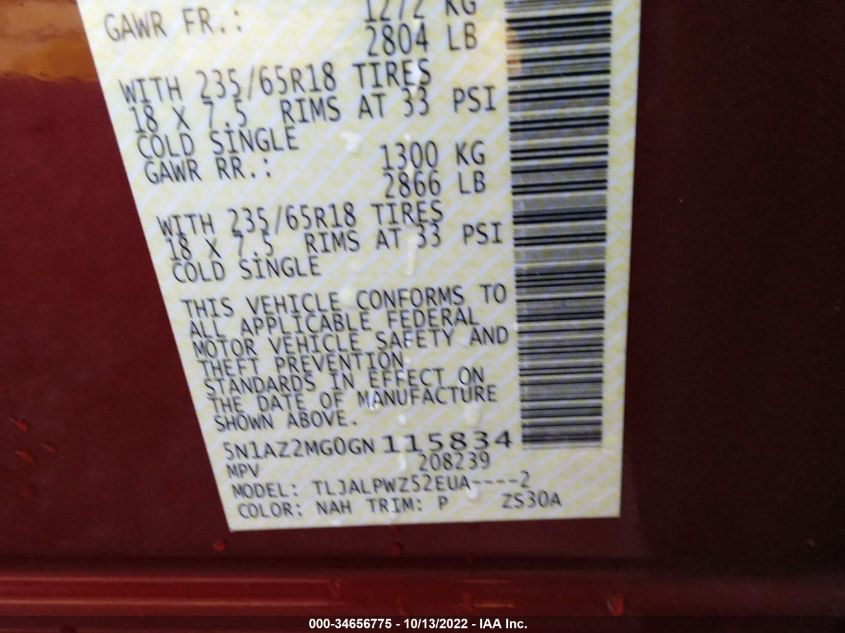 GAWR FR.: 1272 KG
2804 LB
WITH 235/65R18 TIRES
18 X 7.5 RIMS AT 33 PSI
COLD SINGLE
GAWR RR.: 1300 KG
2866 LB
WITH 235/65R18 TIRES
18 X 7.5 RIMS AT 33 PSI
COLD SINGLE
THIS VEHICLE CONFORMS TO
ALL APPLICABLE FEDERAL
MOTOR VEHICLE SAFETY AND
THEFT PREVENTION
STANDARDS IN EFFECT ON
THE DATE OF MANUFACTURE
SHOWN ABOVE.
5N1AZ2MG0GN115834
MPV 208239
MODEL: TLJALPWZ52EUA----2
COLOR: NAH TRIM: P ZS30A
000-34656775 - 10/13/2022 - IAA Inc.